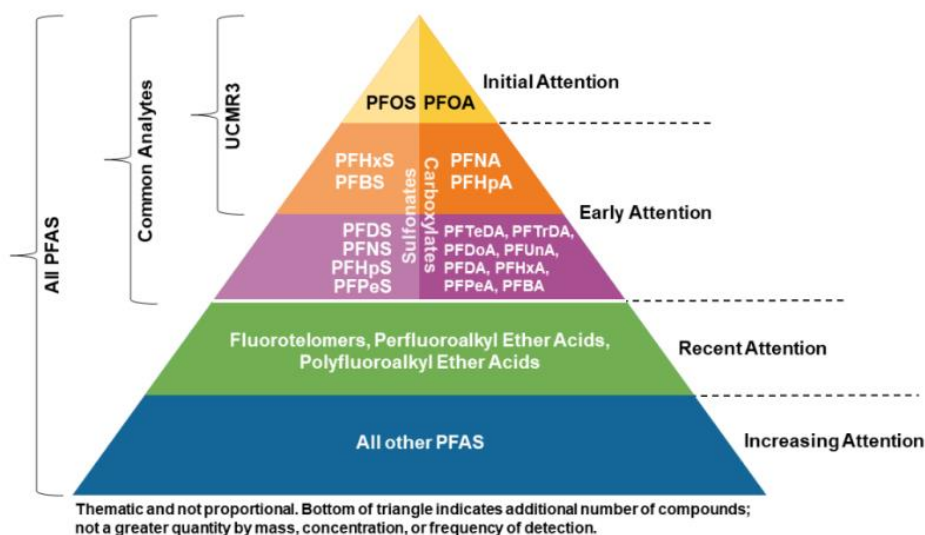 All PFAS
Common Analytes
UCMR3
PFOS PFOA
Initial Attention
PFHxS
PFBS
Sulfonates
Carboxylates
PFNA
PFHpA
Early Attention
PFDS
PFNS
PFHpS
PFPeS
PFTeDA, PFTrDA,
PFDoA, PFUnA,
PFDA, PFHxA,
PFPeA, PFBA
Fluorotelomers, Perfluoroalkyl Ether Acids,
Polyfluoroalkyl Ether Acids
Recent Attention
All other PFAS
Increasing Attention
Thematic and not proportional. Bottom of triangle indicates additional number of compounds;
not a greater quantity by mass, concentration, or frequency of detection.